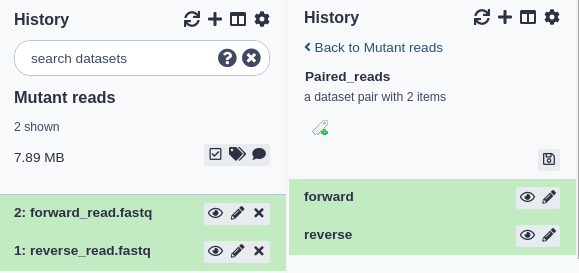 History
search datasets
Mutant reads
2 shown
7.89 MB
2: forward_read.fastq
1: reverse_read.fastq
History
Back to Mutant reads
Paired_reads
a dataset pair with 2 items
forward
reverse